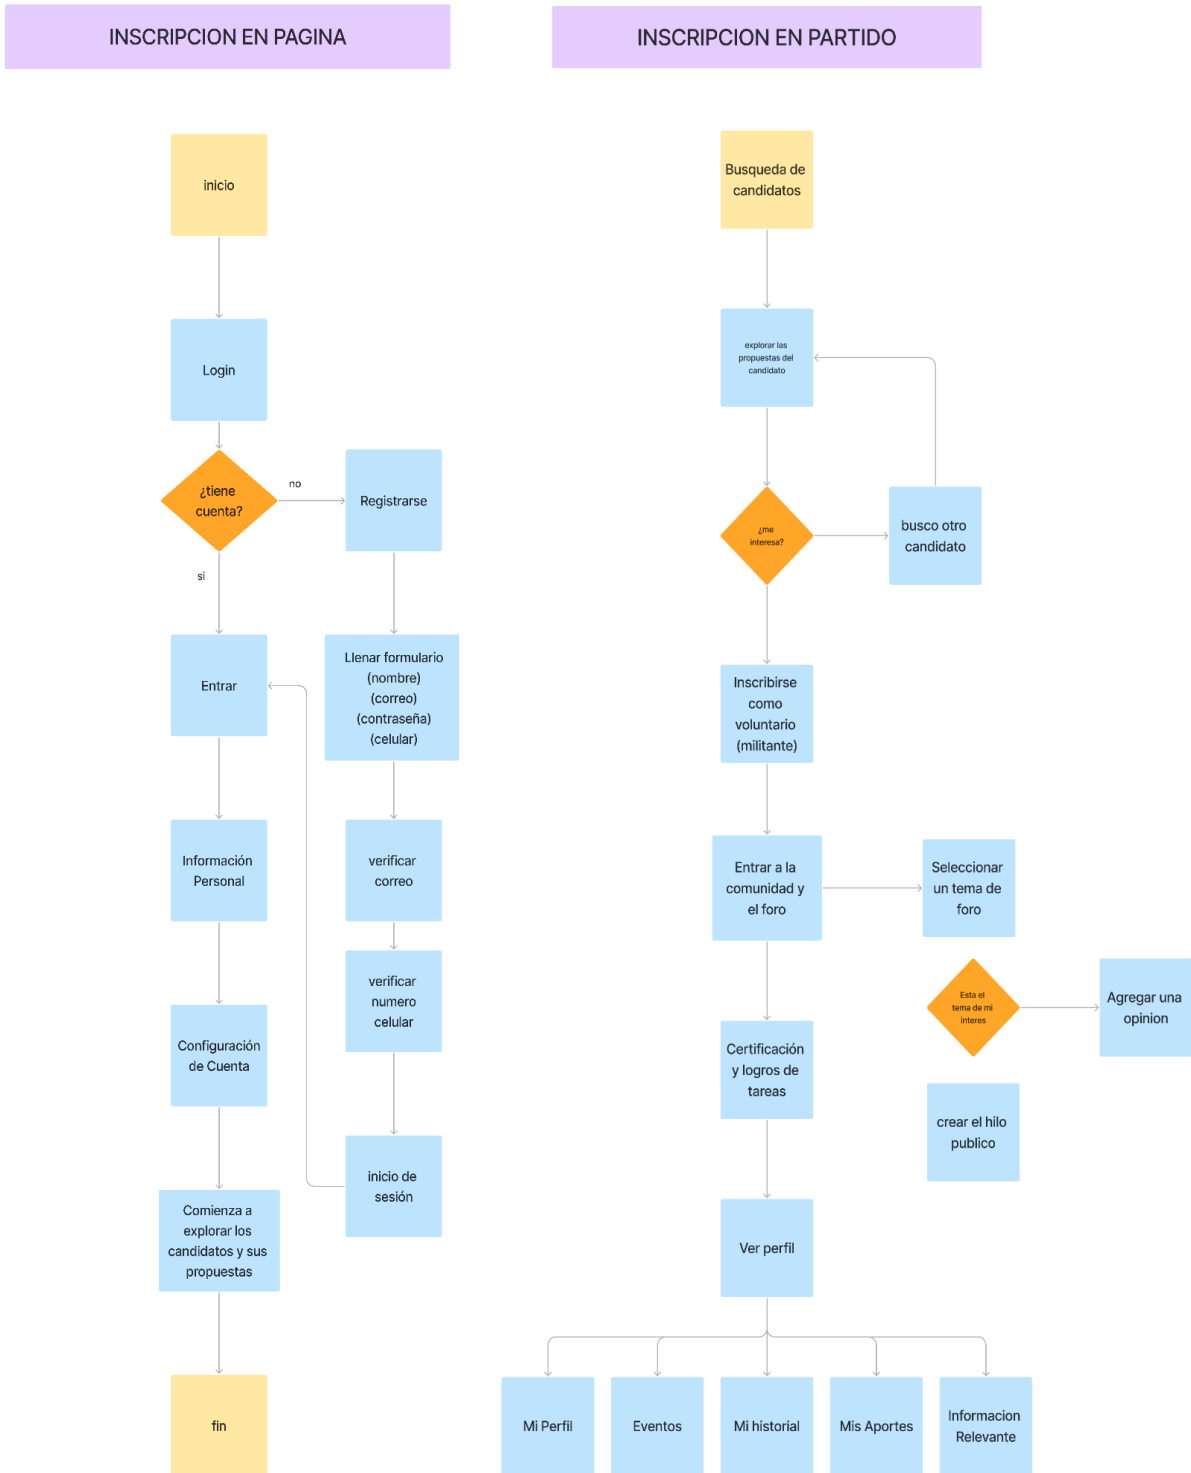 INSCRIPCION EN PAGINA
inicio
Login
¿tiene
cuenta?
no
si
Registrarse
Entrar
Llenar formulario
(nombre)
(correo)
(contraseña)
(celular)
Información
Personal
verificar
correo
verificar
numero
celular
Configuración
de Cuenta
inicio de
sesión
Comienza a
explorar los
candidatos y sus
propuestas
fin
INSCRIPCION EN PARTIDO
Busqueda de
candidatos
explorar las
propuestas del
candidato
¿me
interesa?
busco otro
candidato
Inscribirse
como
voluntario
(militante)
Entrar a la
comunidad y
el foro
Seleccionar
un tema de
foro
Esta el
tema de mi
interes
Agregar una
opinion
Certificación
y logros de
tareas
crear el hilo
publico
Ver perfil
Mi Perfil
Eventos
Mi historial
Mis Aportes
Informacion
Relevante